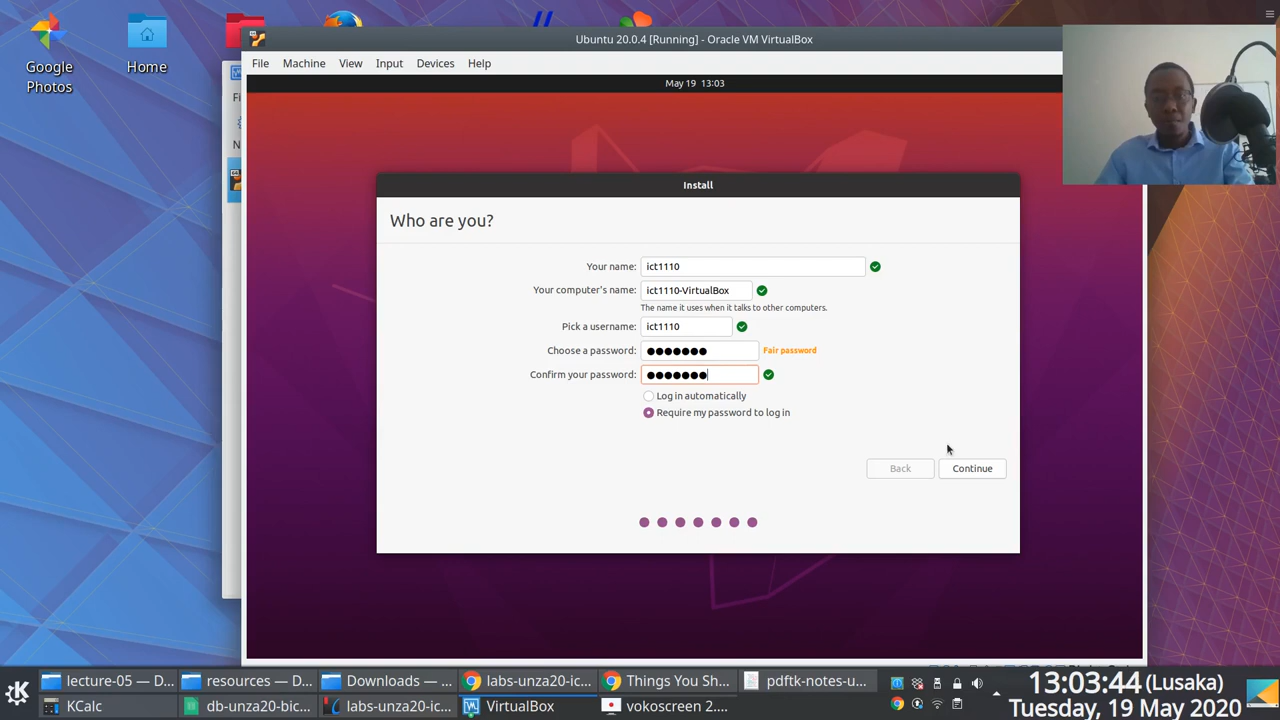 Google
Photos
Home
Ubuntu 20.0.4 [Running] - Oracle VM VirtualBox
File Machine View Input Devices Help
May 19 13:03
Install
Who are you?
Your name: ict1110
Your computer's name: ict1110-VirtualBox
The name it uses when it talks to other computers.
Pick a username: ict1110
Choose a password: ●●●●●●● Fair password
Confirm your password: ●●●●●●●
Log in automatically
Require my password to log in
Back Continue
lecture-05 — D... resources — D... Downloads — ... labs-unza20-ic... Things You Sh... pdftk-notes-u...
KCalc db-unza20-bic... labs-unza20-ic... VirtualBox vokoscreen 2....
13:03:44 (Lusaka)
Tuesday, 19 May 2020